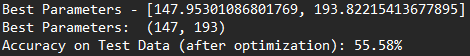 Best Parameters - [147.95301086801769, 193.82215413677895]
Best Parameters:  (147, 193)
Accuracy on Test Data (after optimization): 55.58%